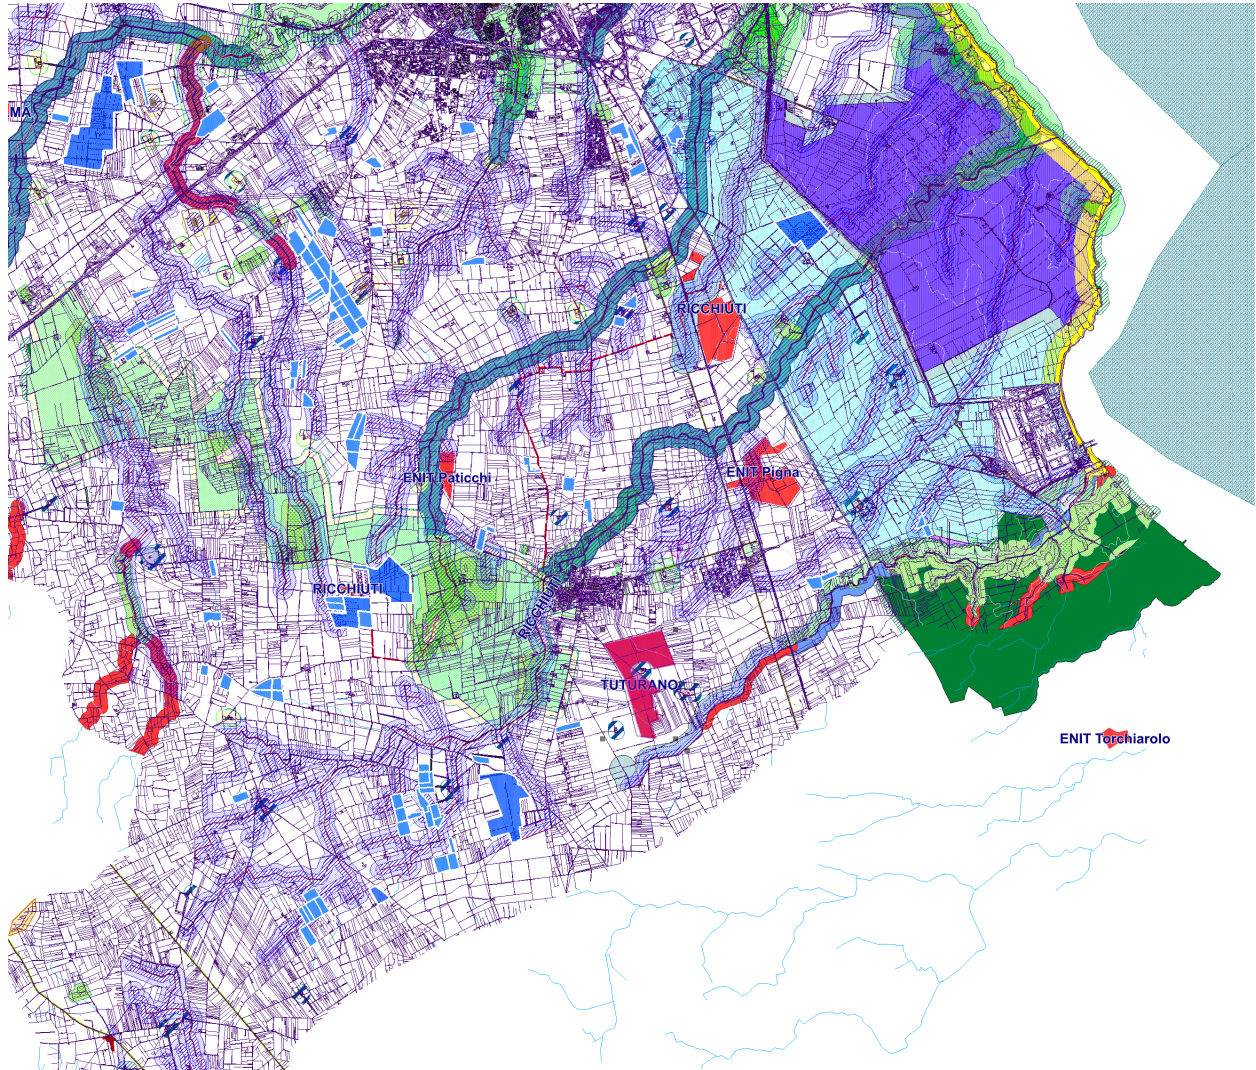 MA
RICCHIUTI
ENIT Pigna
ENIT Paticchi
RICCHIUTI
RICCHIUTI
TUTURANO
ENIT Torchiarolo